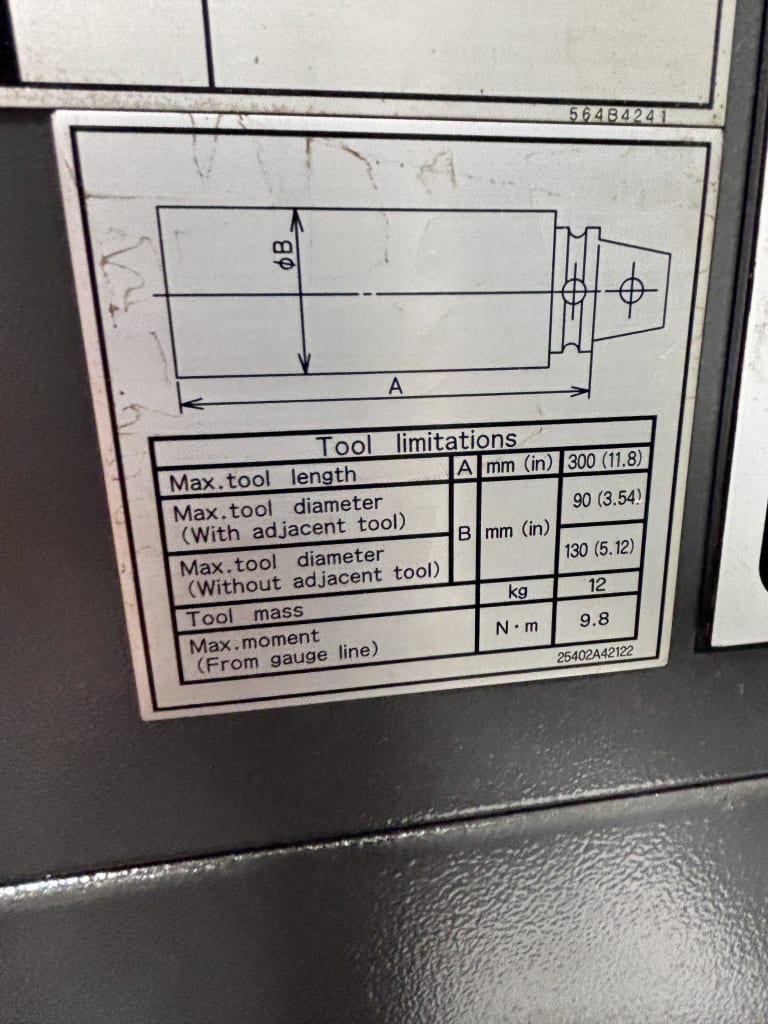 564B4241
φB
A
Tool limitations
Max.tool length A mm (in) 300 (11.8)
Max.tool diameter
(With adjacent tool) B mm (in) 90 (3.54)
Max.tool diameter
(Without adjacent tool) 130 (5.12)
Tool mass kg 12
Max.moment
(From gauge line) N·m 9.8
25402A42122